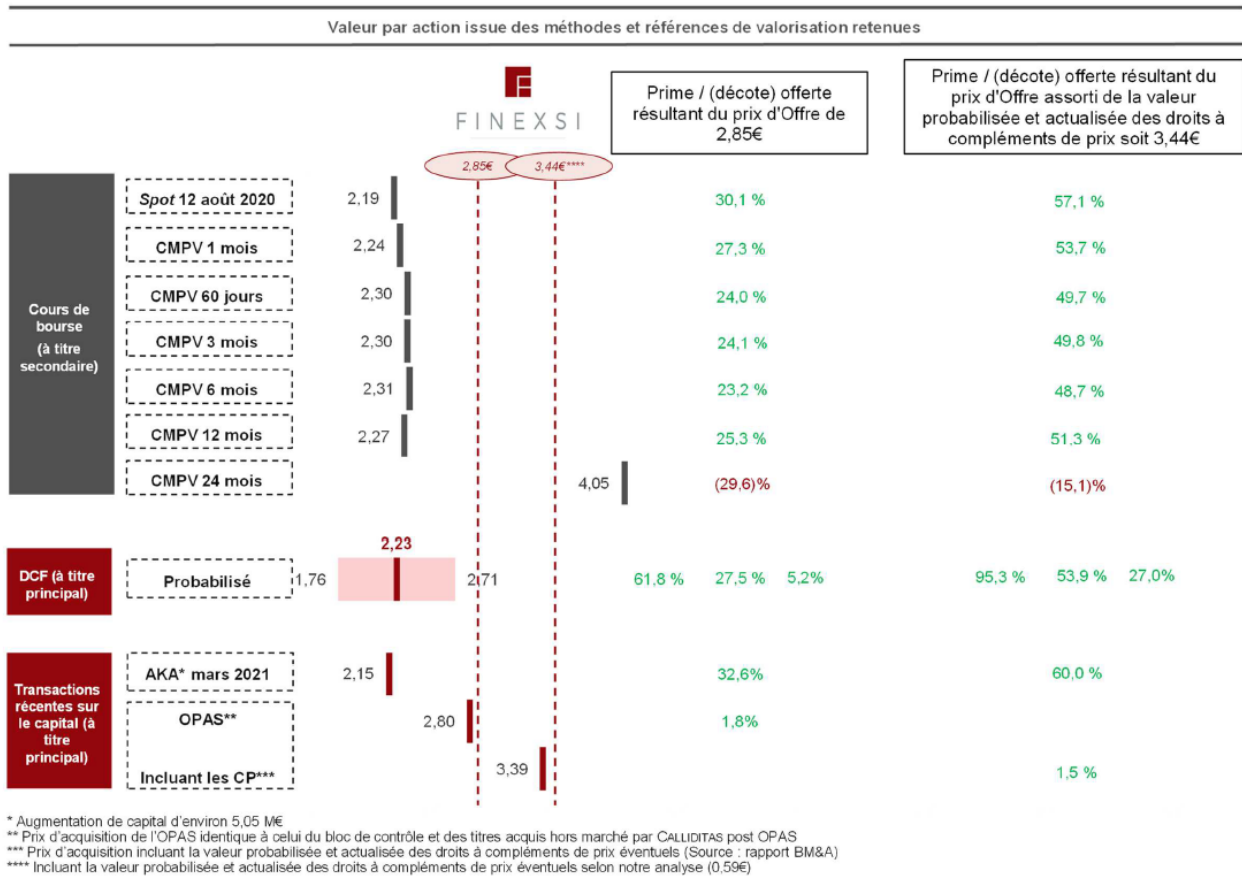 Valeur par action issue des méthodes et références de valorisation retenues
FINEXSI
Prime / (décote) offerte
résultant du prix d'Offre de
2,85€
Prime / (décote) offerte résultant du
prix d'Offre assorti de la valeur
probabilisée et actualisée des droits à
compléments de prix soit 3,44€
2,85€ 3,44€****
Cours de
bourse
(à titre
secondaire)
Spot 12 août 2020 2,19 30,1 % 57,1 %
CMPV 1 mois 2,24 27,3 % 53,7 %
CMPV 60 jours 2,30 24,0 % 49,7 %
CMPV 3 mois 2,30 24,1 % 49,8 %
CMPV 6 mois 2,31 23,2 % 48,7 %
CMPV 12 mois 2,27 25,3 % 51,3 %
CMPV 24 mois 4,05 (29,6)% (15,1)%
DCF (à titre
principal)
2,23
Probabilisé 1,76 2,71 61,8 % 27,5 % 5,2% 95,3 % 53,9 % 27,0%
Transactions
récentes sur
le capital (à
titre
principal)
AKA* mars 2021 2,15 32,6% 60,0 %
OPAS** 2,80 1,8%
Incluant les CP*** 3,39 1,5 %
* Augmentation de capital d'environ 5,05 M€
** Prix d'acquisition de l'OPAS identique à celui du bloc de contrôle et des titres acquis hors marché par CALLIDITAS post OPAS
*** Prix d'acquisition incluant la valeur probabilisée et actualisée des droits à compléments de prix éventuels (Source : rapport BM&A)
**** Incluant la valeur probabilisée et actualisée des droits à compléments de prix éventuels selon notre analyse (0,59€)